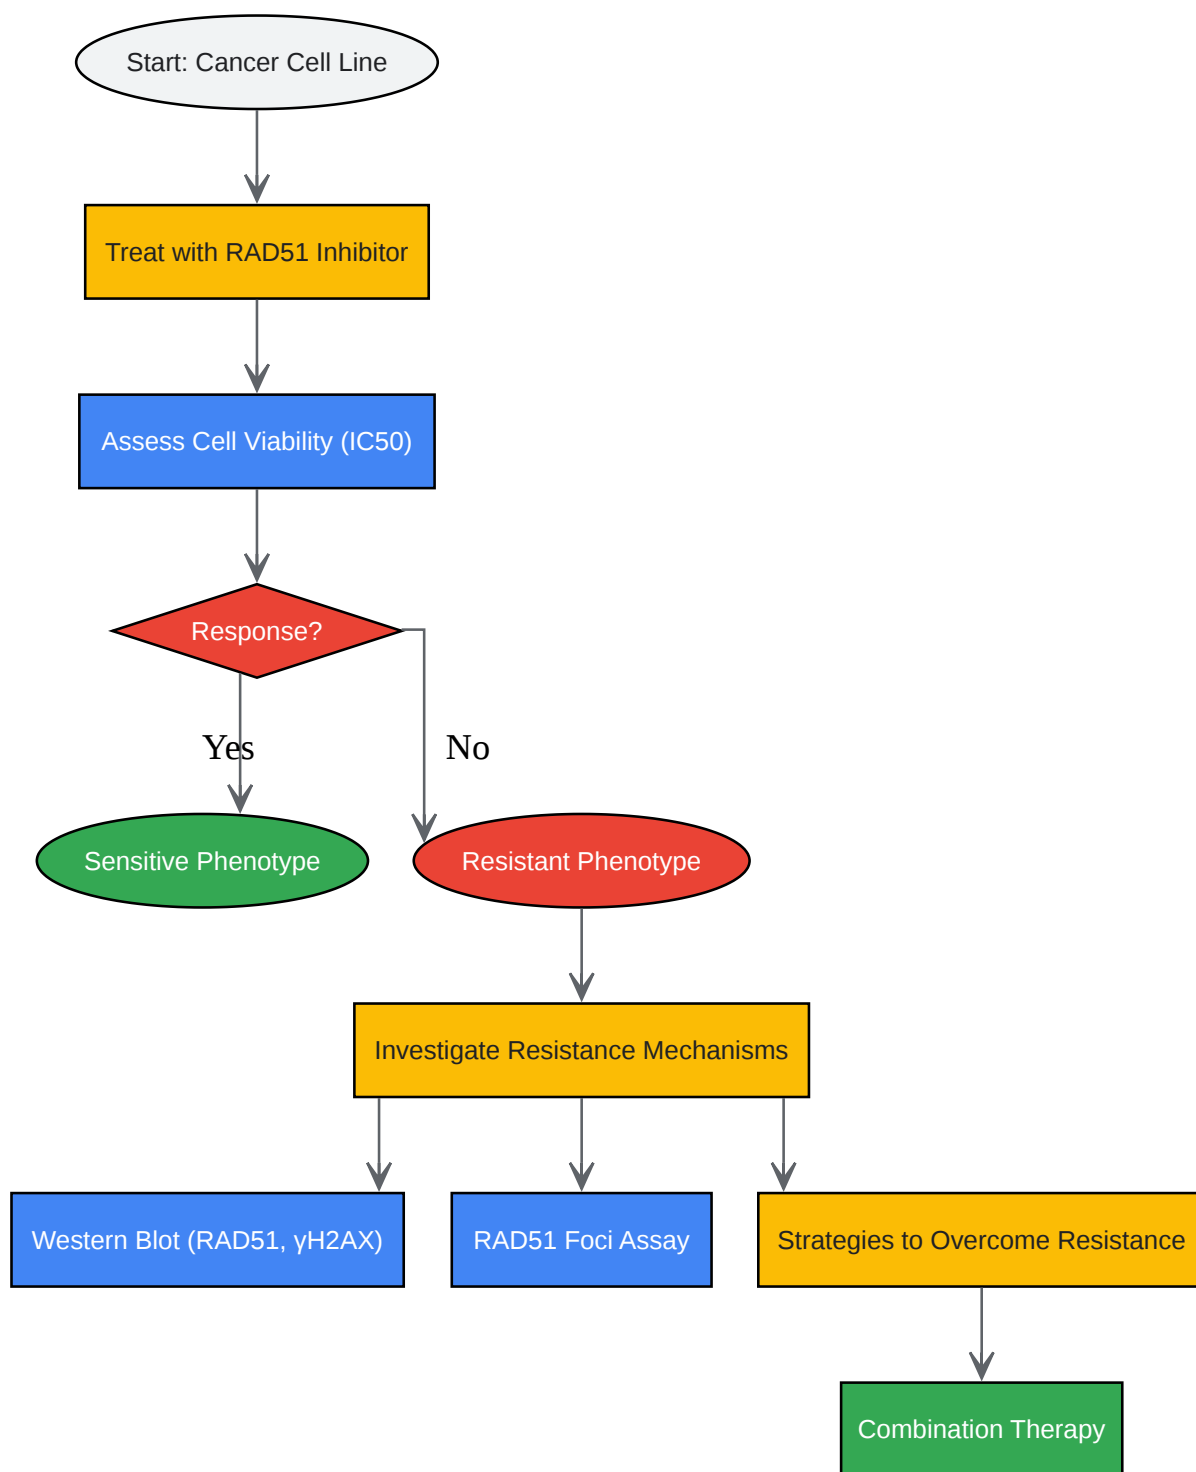 Start: Cancer Cell Line
Treat with RAD51 Inhibitor
Assess Cell Viability (IC50)
Response?
Yes
No
Sensitive Phenotype
Resistant Phenotype
Investigate Resistance Mechanisms
Western Blot (RAD51, γH2AX)
RAD51 Foci Assay
Strategies to Overcome Resistance
Combination Therapy